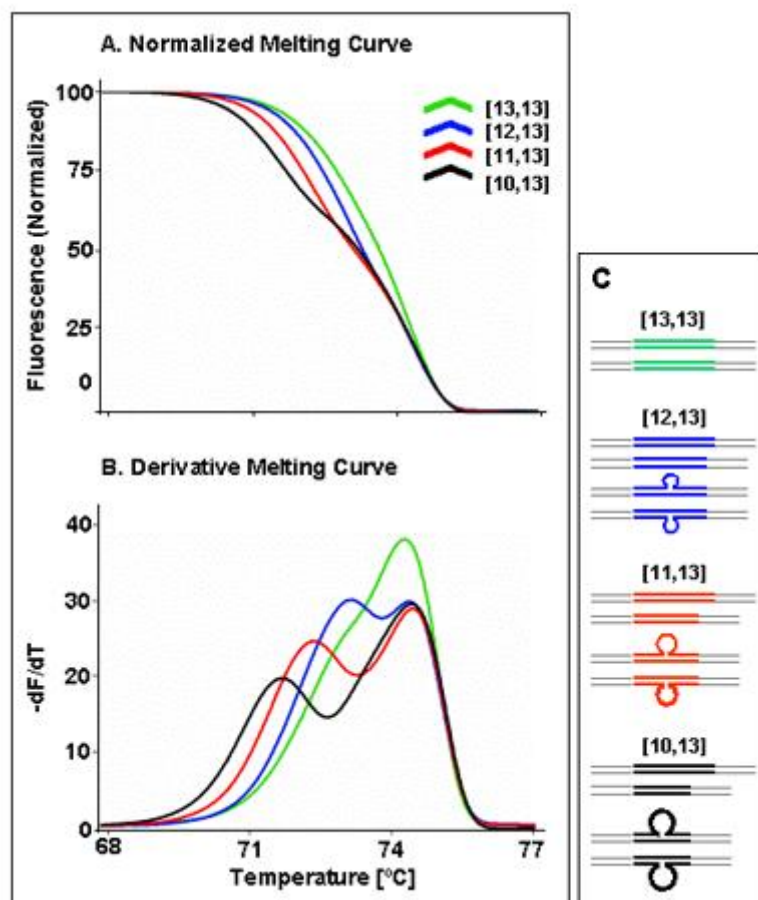 A. Normalized Melting Curve
Fluorescence (Normalized)
100
75
50
25
0
[13,13]
[12,13]
[11,13]
[10,13]
B. Derivative Melting Curve
-dF/dT
40
30
20
10
0
68 71 74 77
Temperature [ºC]
C
[13,13]
[12,13]
[11,13]
[10,13]